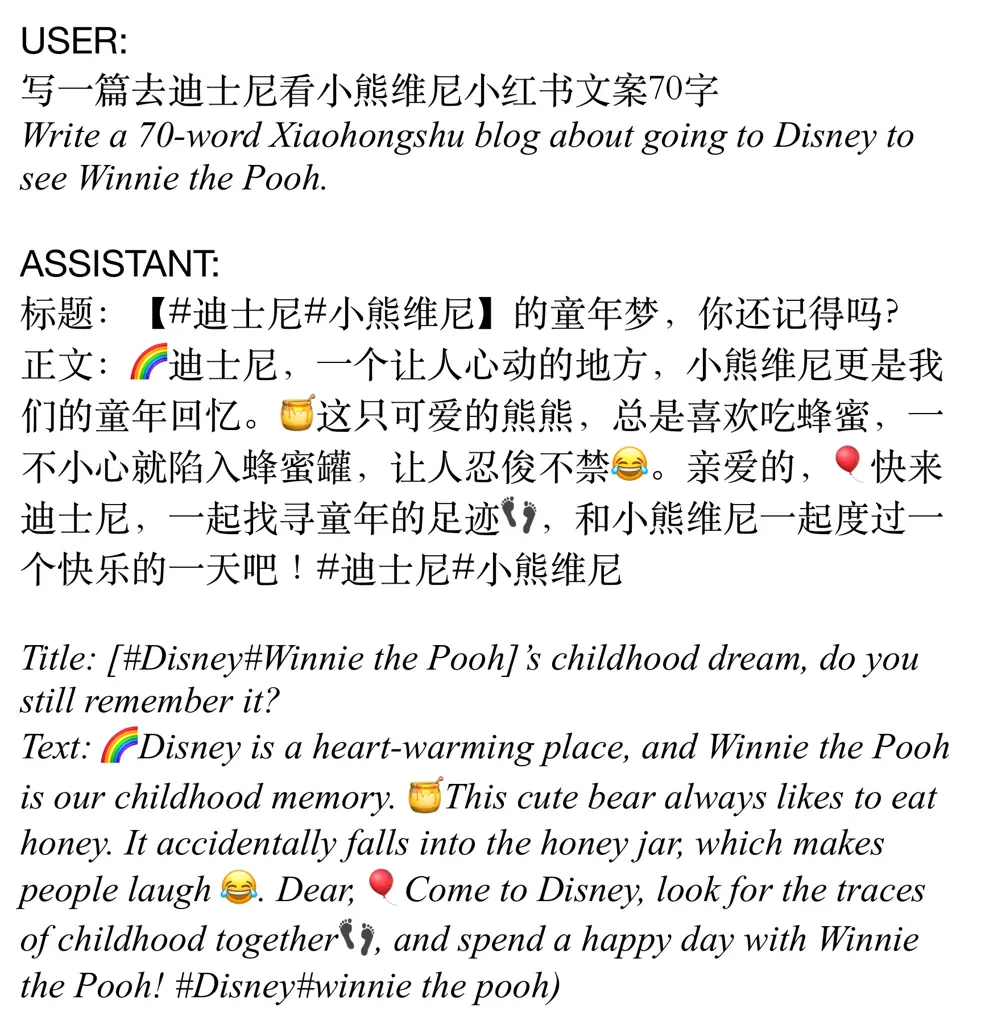 USER:
写一篇去迪士尼看小熊维尼小红书文案70字
Write a 70-word Xiaohongshu blog about going to Disney to
see Winnie the Pooh.
ASSISTANT:
标题：【#迪士尼#小熊维尼】的童年梦，你还记得吗？
正文：🌈迪士尼，一个让人心动的地方，小熊维尼更是我
们的童年回忆。🍯这只可爱的熊熊，总是喜欢吃蜂蜜，一
不小心就陷入蜂蜜罐，让人忍俊不禁😂。亲爱的，🎈快来
迪士尼，一起找寻童年的足迹👣，和小熊维尼一起度过一
个快乐的一天吧！#迪士尼#小熊维尼
Title: [#Disney#Winnie the Pooh]’s childhood dream, do you
still remember it?
Text: 🌈Disney is a heart-warming place, and Winnie the Pooh
is our childhood memory. 🍯This cute bear always likes to eat
honey. It accidentally falls into the honey jar, which makes
people laugh 😂. Dear, 🎈Come to Disney, look for the traces
of childhood together👣, and spend a happy day with Winnie
the Pooh! #Disney#winnie the pooh)